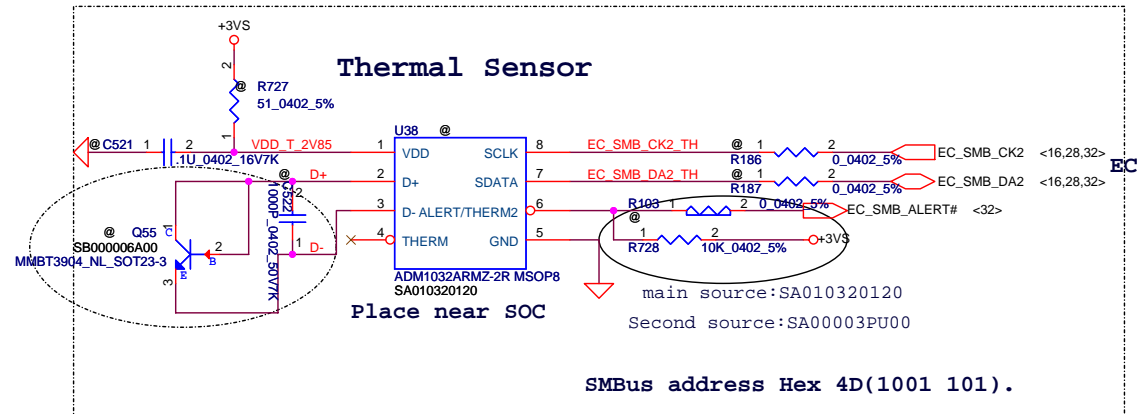 +3VS
Thermal Sensor
2
@
R727
51_0402_5%
1
U38
@
@ C521
1
2
.1U_0402_16V7K
VDD_T_2V85
1
VDD
SCLK
8
EC_SMB_CK2_TH
@
1
2
R186
0_0402_5%
EC_SMB_CK2
<16,28,32>
EC
D+
2
D+
SDATA
7
EC_SMB_DA2_TH
@
1
2
R187
0_0402_5%
EC_SMB_DA2
<16,28,32>
@
C522
1000P_0402_50V7K
2
1
D-
3
D-
ALERT/THERM2
6
R103
@
1
2
0_0402_5%
EC_SMB_ALERT#
<32>
4
THERM
GND
5
1
2
R728
10K_0402_5%
+3VS
1
C
@
Q55
SB000006A00
MMBT3904_NL_SOT23-3
2
B
E
3
ADM1032ARMZ-2R MSOP8
SA010320120
Place near SOC
main source:SA010320120
Second source:SA00003PU00
SMBus address Hex 4D(1001 101).